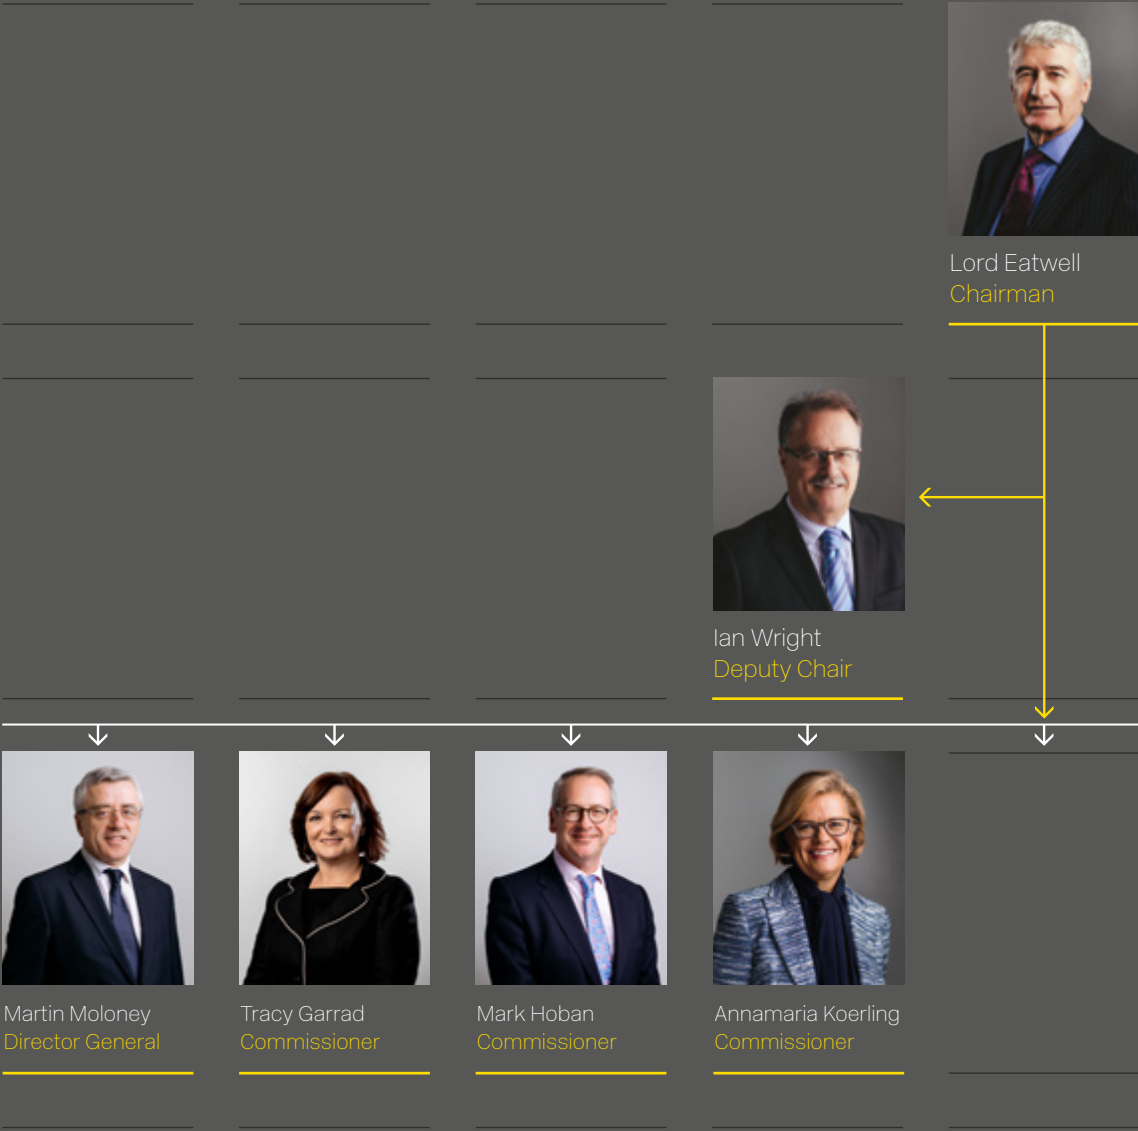 Lord Eatwell
Chairman
Ian Wright
Deputy Chair
Martin Moloney
Director General
Tracy Garrad
Commissioner
Mark Hoban
Commissioner
Annamaria Koerling
Commissioner